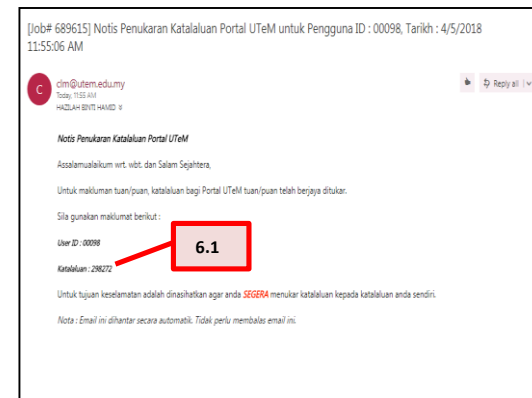 [Job# 689615] Notis Penukaran Katalaluan Portal UTeM untuk Pengguna ID : 00098, Tarikh : 4/5/2018
11:55:06 AM
C
clm@utem.edu.my
Today, 11:55 AM
HAZILAH BINTI HAMID
Reply all
Notis Penukaran Katalaluan Portal UTeM
Assalamualaikum wrt. wbt. dan Salam Sejahtera,
Untuk makluman tuan/puan, katalaluan bagi Portal UTeM tuan/puan telah berjaya ditukar.
Sila gunakan maklumat berikut :
User ID : 00098
6.1
Katalaluan : 298272
Untuk tujuan keselamatan adalah dinasihatkan agar anda SEGERA menukar katalaluan kepada katalaluan anda sendiri.
Nota : Email ini dihantar secara automatik. Tidak perlu membalas email ini.